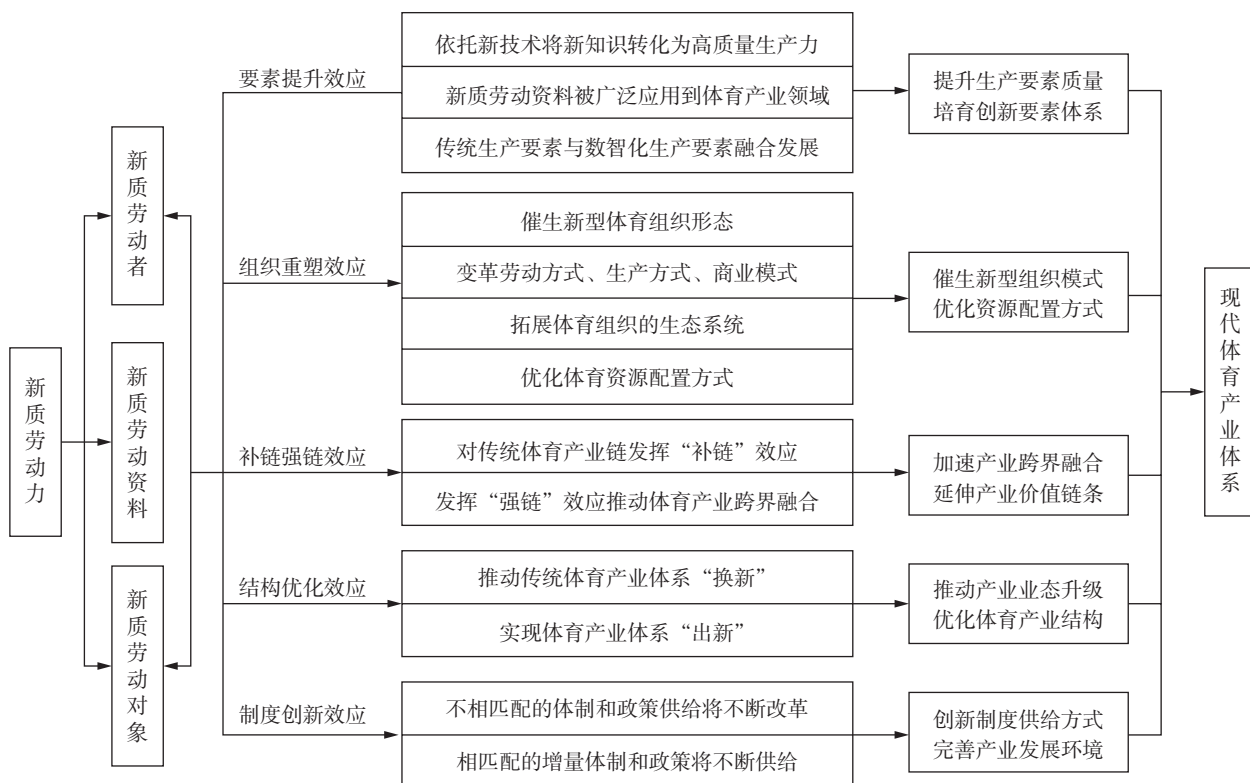 新质劳动力
新质劳动者
新质劳动资料
新质劳动对象
要素提升效应
依托新技术将新知识转化为高质量生产力
新质劳动资料被广泛应用到体育产业领域
传统生产要素与数智化生产要素融合发展
提升生产要素质量
培育创新要素体系
组织重塑效应
催生新型体育组织形态
变革劳动方式、生产方式、商业模式
拓展体育组织的生态系统
优化体育资源配置方式
催生新型组织模式
优化资源配置方式
补链强链效应
对传统体育产业链发挥“补链”效应
发挥“强链”效应推动体育产业跨界融合
加速产业跨界融合
延伸产业价值链条
结构优化效应
推动传统体育产业体系“换新”
实现体育产业体系“出新”
推动产业业态升级
优化体育产业结构
制度创新效应
不相匹配的体制和政策供给将不断改革
相匹配的增量体制和政策将不断供给
创新制度供给方式
完善产业发展环境
现代体育产业体系